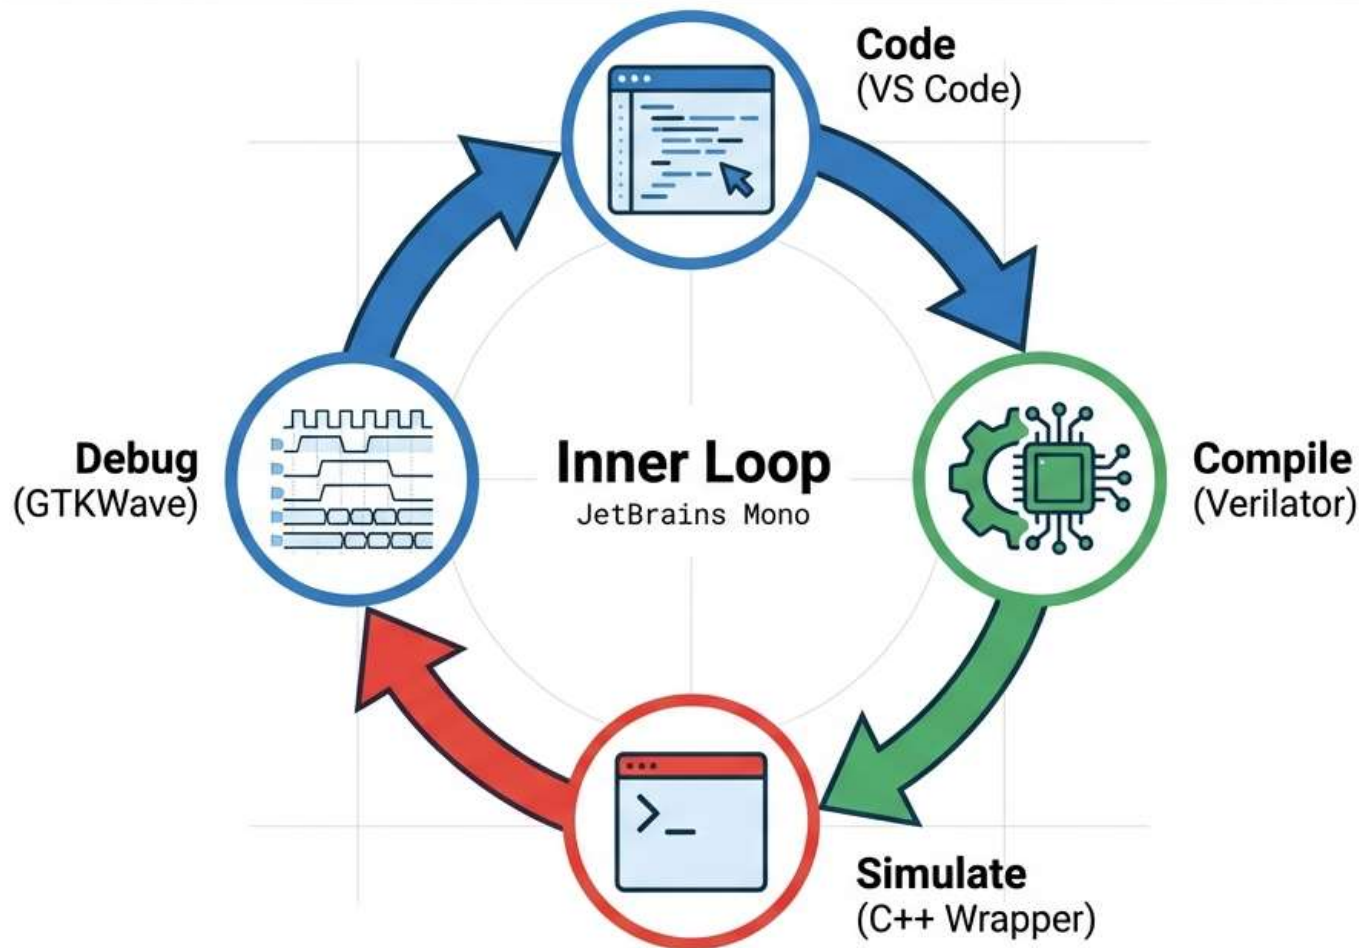 Code
(VS Code)
Debug
(GTKWave)
Inner Loop
JetBrains Mono
Compile
(Verilator)
>_
Simulate
(C++ Wrapper)